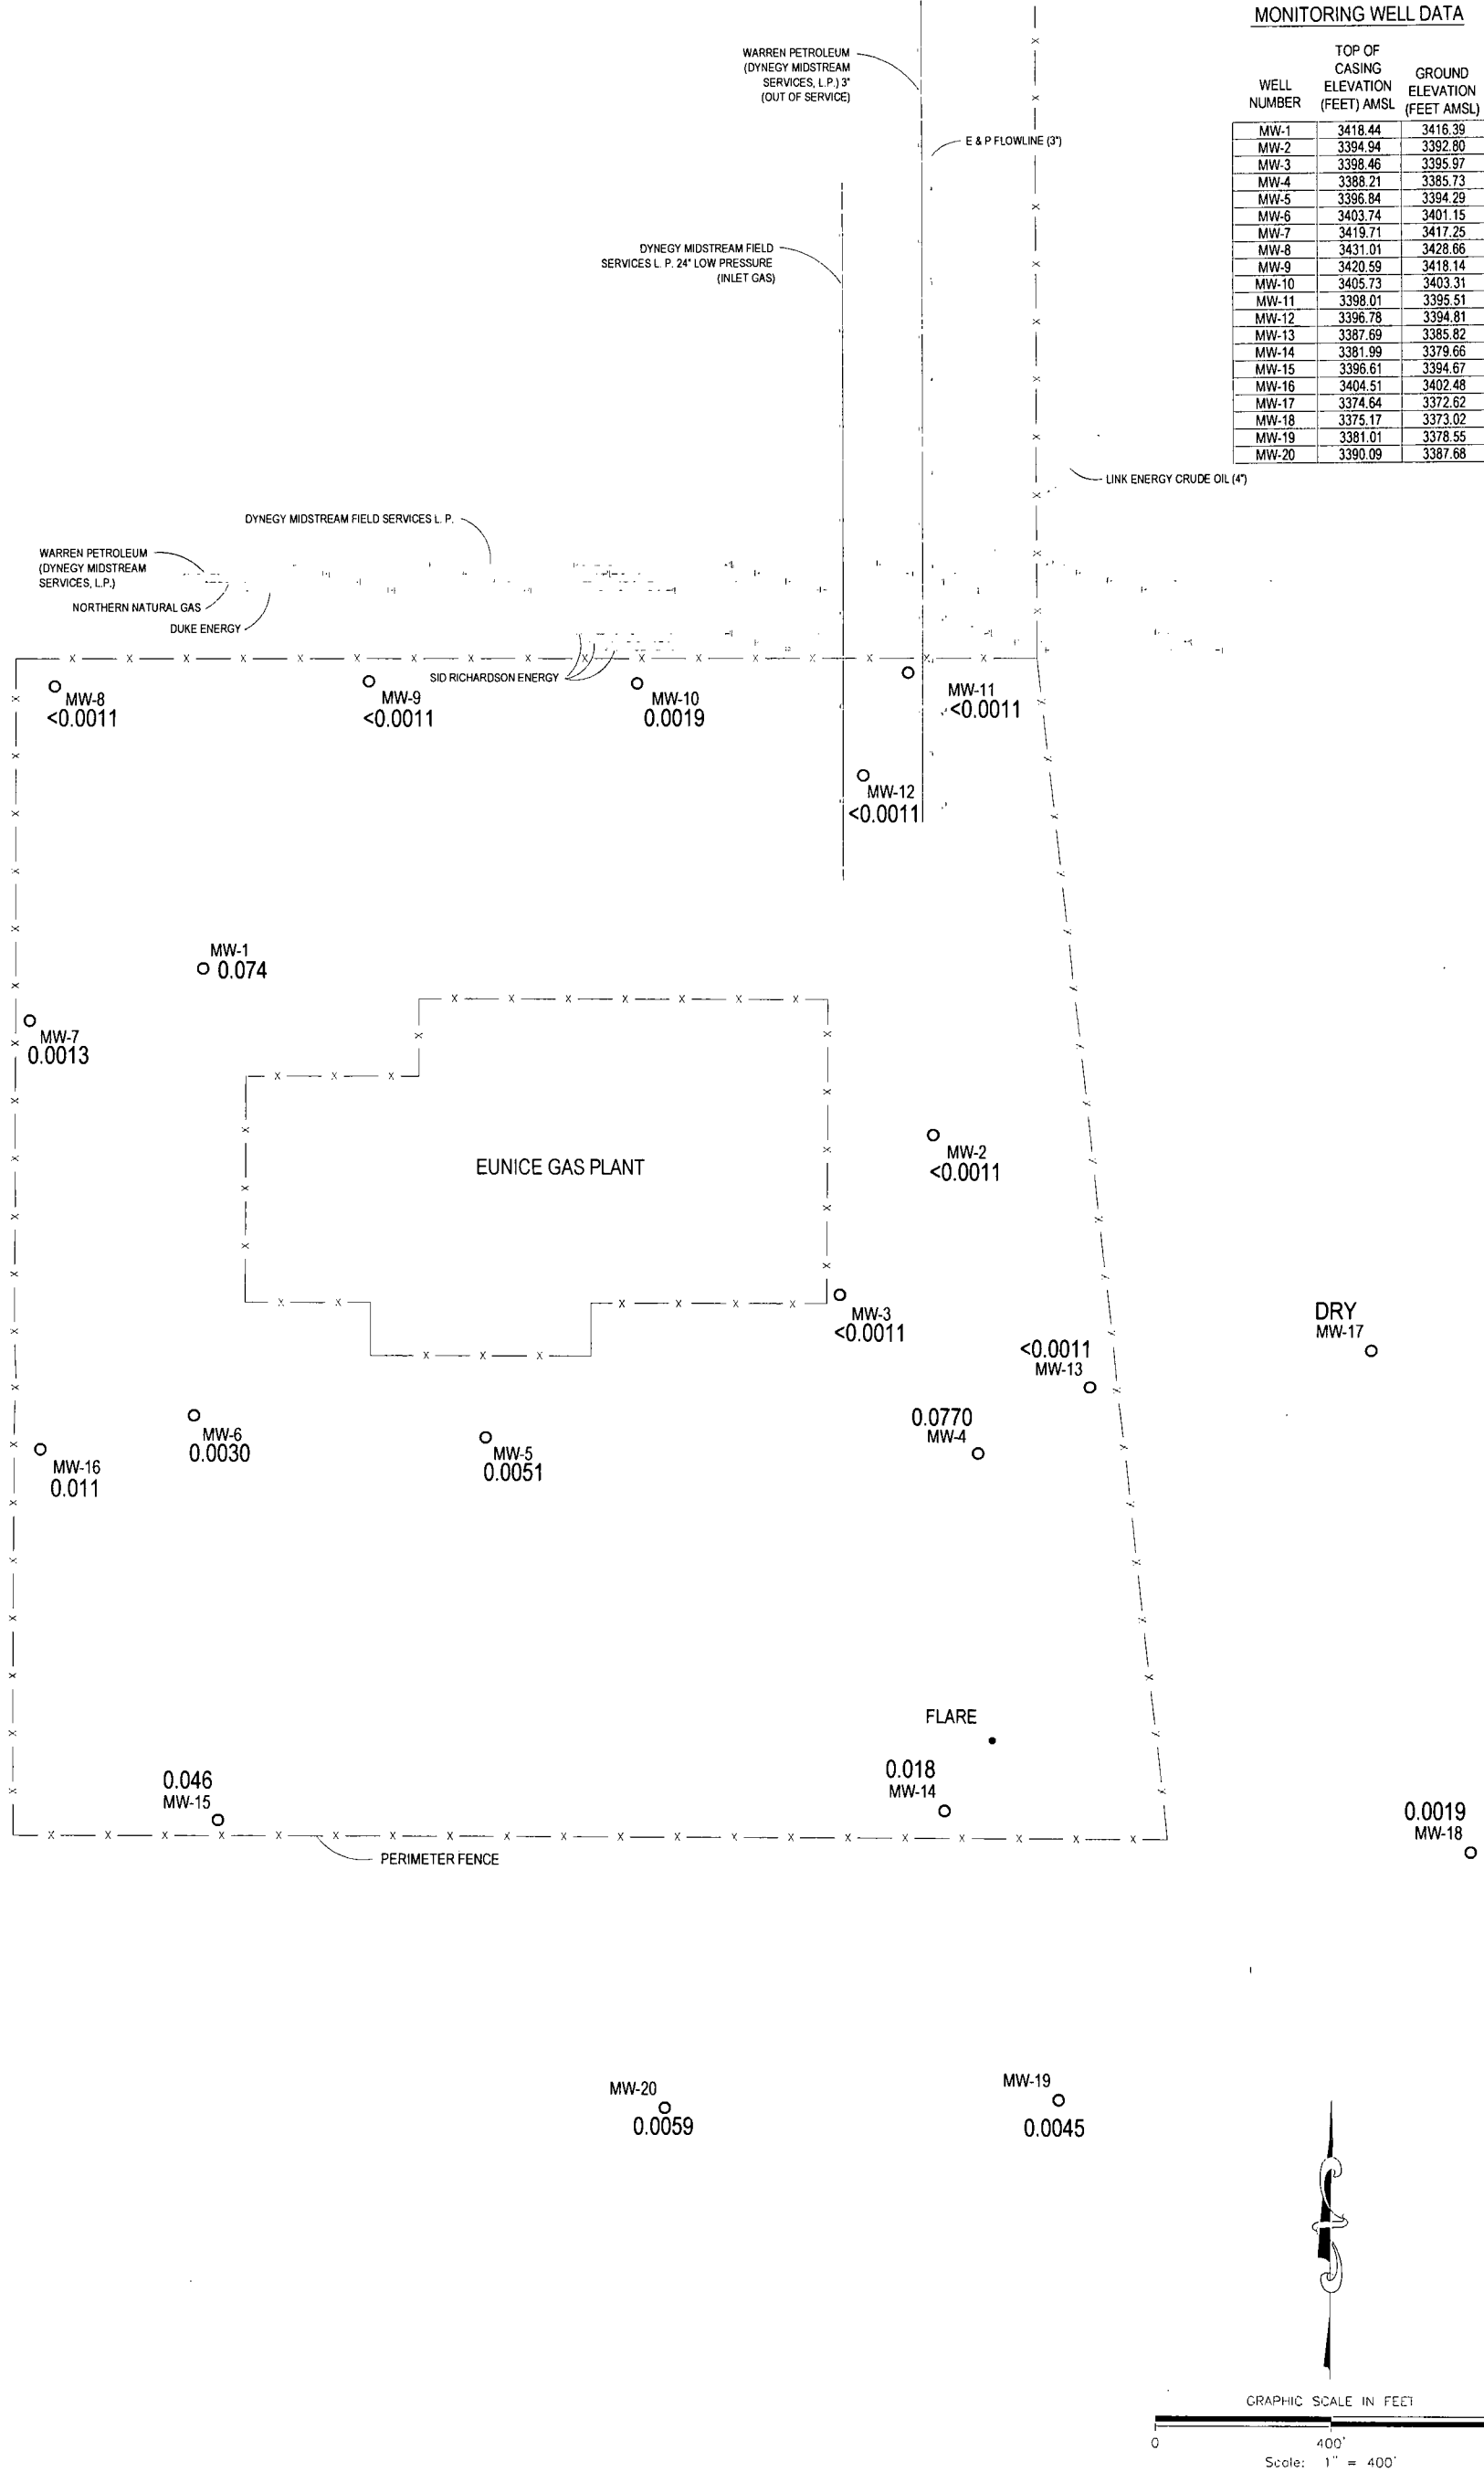 MONITORING WELL DATA
WELL NUMBER TOP OF CASING ELEVATION (FEET) AMSL GROUND ELEVATION (FEET AMSL)
MW-1 3418.44 3416.39
MW-2 3394.94 3392.80
MW-3 3398.46 3395.97
MW-4 3388.21 3385.73
MW-5 3396.84 3394.29
MW-6 3403.74 3401.15
MW-7 3419.71 3417.25
MW-8 3431.01 3428.66
MW-9 3420.59 3418.14
MW-10 3405.73 3403.31
MW-11 3398.01 3395.51
MW-12 3396.78 3394.81
MW-13 3387.69 3385.82
MW-14 3381.99 3379.66
MW-15 3396.61 3394.67
MW-16 3404.51 3402.48
MW-17 3374.64 3372.62
MW-18 3375.17 3373.02
MW-19 3381.01 3378.55
MW-20 3390.09 3387.68
WARREN PETROLEUM
(DYNEGY MIDSTREAM
SERVICES, L.P.) 3"
(OUT OF SERVICE)
E & P FLOWLINE (3")
DYNEGY MIDSTREAM FIELD
SERVICES L. P. 24" LOW PRESSURE
(INLET GAS)
LINK ENERGY CRUDE OIL (4")
DYNEGY MIDSTREAM FIELD SERVICES L. P.
WARREN PETROLEUM
(DYNEGY MIDSTREAM
SERVICES, L.P.)
NORTHERN NATURAL GAS
DUKE ENERGY
SID RICHARDSON ENERGY
MW-8
<0.0011
MW-9
<0.0011
MW-10
0.0019
MW-11
<0.0011
MW-12
<0.0011
MW-1
0.074
MW-7
0.0013
EUNICE GAS PLANT
MW-2
<0.0011
MW-3
<0.0011
<0.0011
MW-13
DRY
MW-17
0.0770
MW-4
MW-6
0.0030
MW-5
0.0051
MW-16
0.011
FLARE
0.046
MW-15
0.018
MW-14
0.0019
MW-18
PERIMETER FENCE
MW-20
0.0059
MW-19
0.0045
GRAPHIC SCALE IN FEET
0 400'
Scale: 1" = 400'